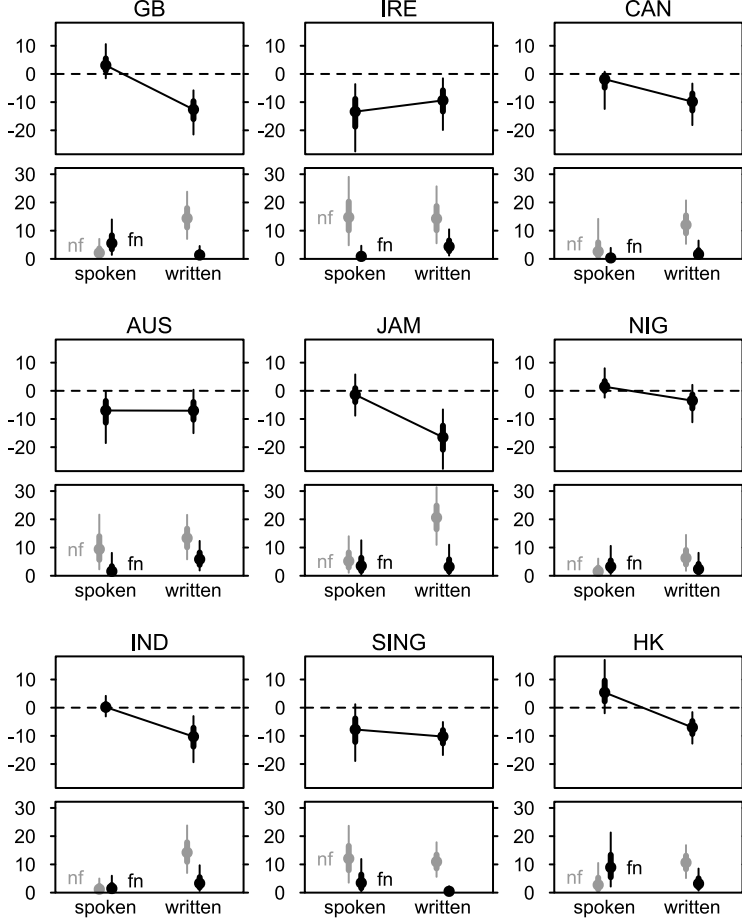 GB IRE CAN
10 10 10
0 0 0
-10 -10 -10
-20 -20 -20
30 30 30
20 20 20
10 nf 10 10
nf fn fn nf fn
0 0 0
spoken written spoken written spoken written
AUS JAM NIG
10 10 10
0 0 0
-10 -10 -10
-20 -20 -20
30 30 30
20 20 20
10 10 10
nf fn nf fn nf fn
0 0 0
spoken written spoken written spoken written
IND SING HK
10 10 10
0 0 0
-10 -10 -10
-20 -20 -20
30 30 30
20 20 20
10 10 10
nf fn nf fn nf fn
0 0 0
spoken written spoken written spoken written